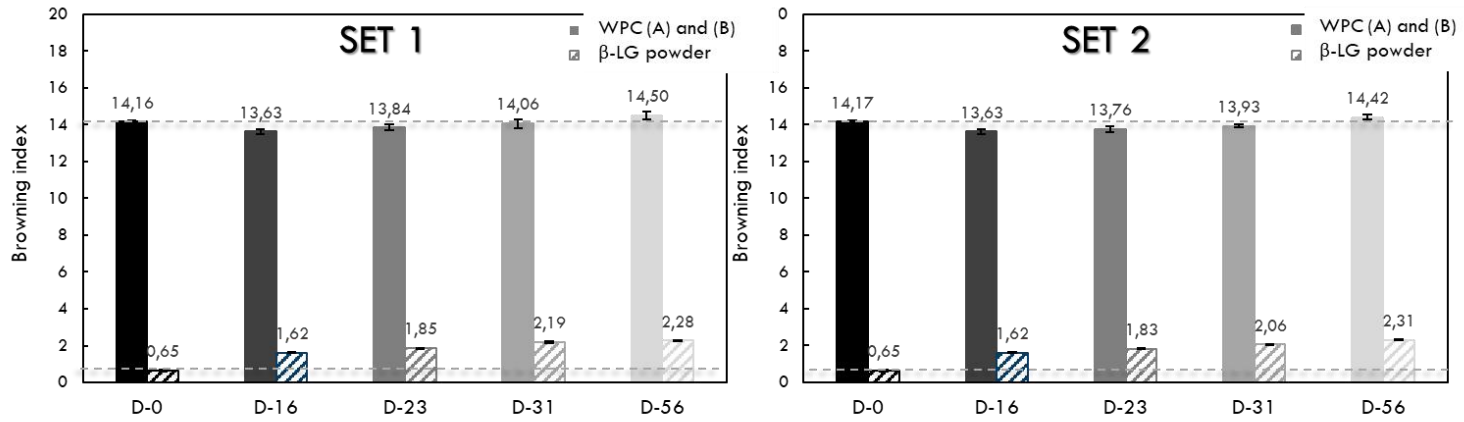 SET 1
WPC (A) and (B)
β-LG powder
Browning index
20
18
16
14
12
10
8
6
4
2
0
14,16
13,63
13,84
14,06
14,50
0,65
1,62
1,85
2,19
2,28
D-0
D-16
D-23
D-31
D-56
SET 2
WPC (A) and (B)
β-LG powder
Browning index
0
8
16
14
12
10
8
6
4
2
0
14,17
13,63
13,76
13,93
14,42
0,65
1,62
1,83
2,06
2,31
D-0
D-16
D-23
D-31
D-56